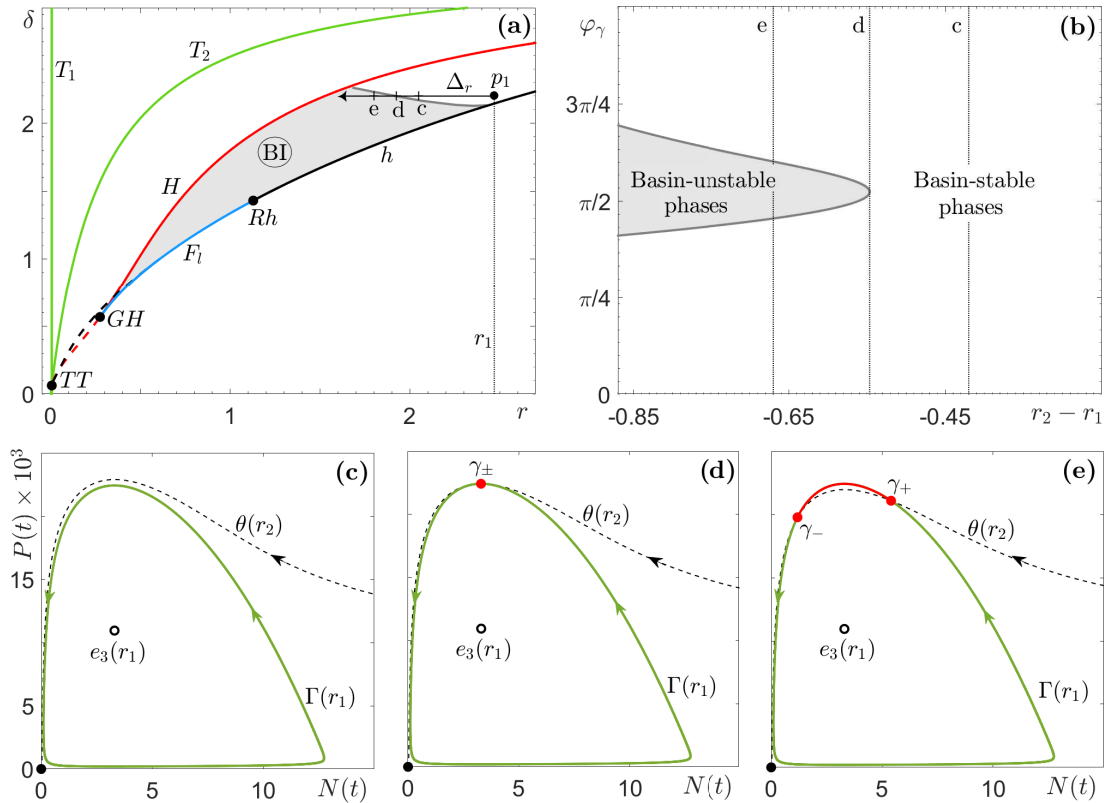 δ
(a)
T₁
T₂
Δᵣ
p₁
e
d
c
2
BI
H
h
Rh
Fₗ
1
GH
r₁
TT
0
0
1
r
2
φᵧ
e
d
c
(b)
3π/4
Basin-unstable
phases
Basin-stable
phases
π/2
π/4
0
-0.85
-0.65
-0.45
r₂ − r₁
P(t) × 10³
(c)
θ(r₂)
15
e₃(r₁)
Γ(r₁)
5
0
0
5
10
N(t)
(d)
γ±
θ(r₂)
e₃(r₁)
Γ(r₁)
0
5
10
N(t)
(e)
γ₊
γ₋
θ(r₂)
e₃(r₁)
Γ(r₁)
0
5
10
N(t)